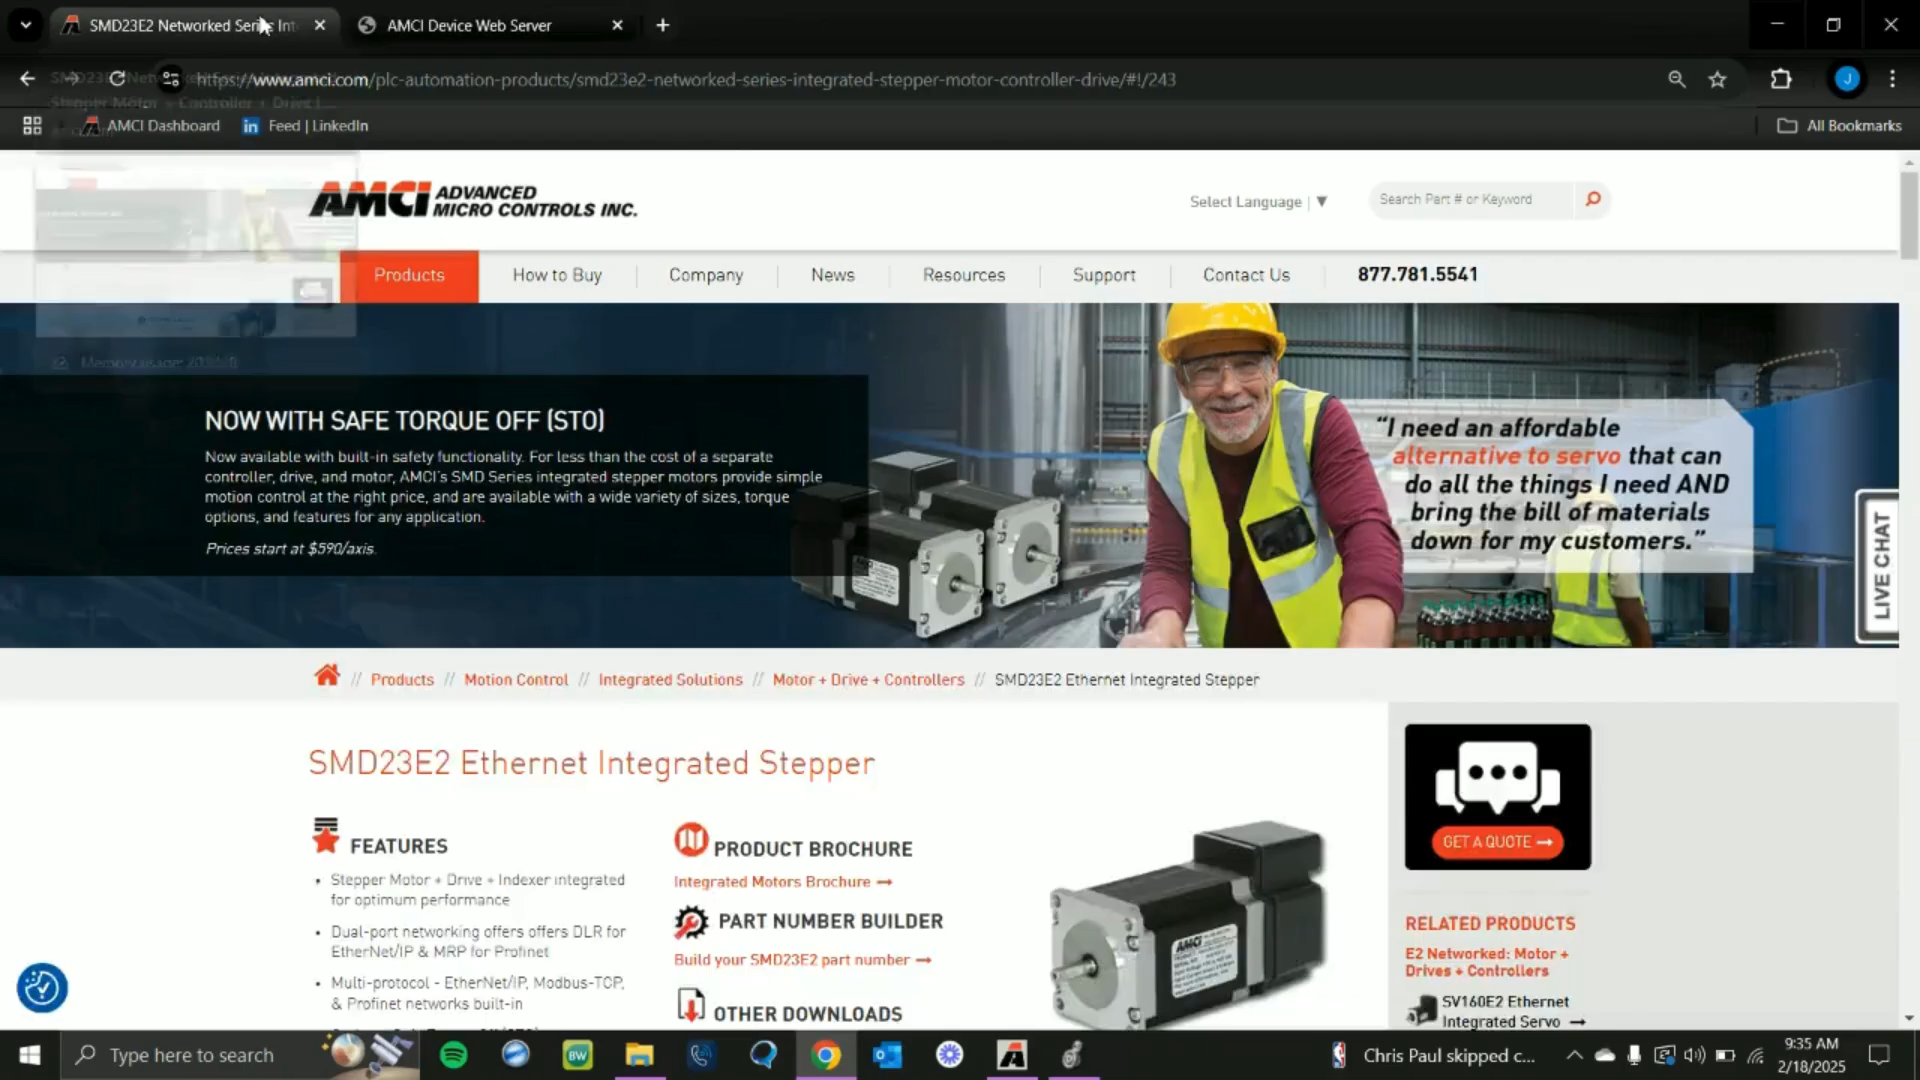 SMD23E2 Networked Series Int
AMCI Device Web Server
https://www.amci.com/plc-automation-products/smd23e2-networked-series-integrated-stepper-motor-controller-drive/#!/243
J
AMCI Dashboard
Feed | LinkedIn
All Bookmarks
Stepper Motor + Controller + Drive |...
Memory usage:
AMCI ADVANCED
MICRO CONTROLS INC.
Select Language | ▼
Search Part # or Keyword
Products
How to Buy
Company
News
Resources
Support
Contact Us
877.781.5541
NOW WITH SAFE TORQUE OFF (STO)
Now available with built-in safety functionality. For less than the cost of a separate
controller, drive, and motor, AMCI's SMD Series integrated stepper motors provide simple
motion control at the right price, and are available with a wide variety of sizes, torque
options, and features for any application.
Prices start at $590/axis.
"I need an affordable
alternative to servo that can
do all the things I need AND
bring the bill of materials
down for my customers."
LIVE CHAT
// Products // Motion Control // Integrated Solutions // Motor + Drive + Controllers // SMD23E2 Ethernet Integrated Stepper
SMD23E2 Ethernet Integrated Stepper
FEATURES
• Stepper Motor + Drive + Indexer integrated
for optimum performance
• Dual-port networking offers offers DLR for
EtherNet/IP & MRP for Profinet
• Multi-protocol - EtherNet/IP, Modbus-TCP,
& Profinet networks built-in
PRODUCT BROCHURE
Integrated Motors Brochure →
PART NUMBER BUILDER
Build your SMD23E2 part number →
OTHER DOWNLOADS
AMCI
GET A QUOTE →
RELATED PRODUCTS
E2 Networked: Motor +
Drives + Controllers
SV160E2 Ethernet
Integrated Servo →
Type here to search
BW
Chris Paul skipped c...
9:35 AM
2/18/2025